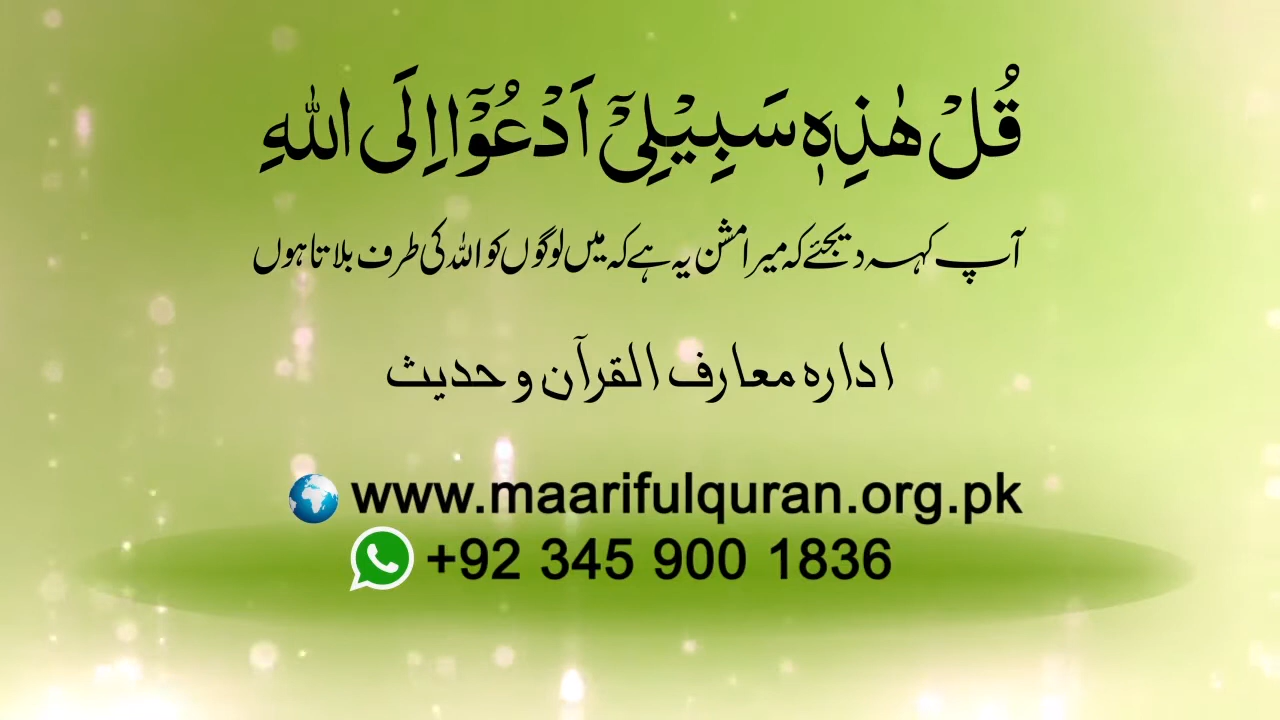 قُلْ هٰذِهٖ سَبِيْلِيْٓ اَدْعُوْٓا اِلَى اللّٰهِ
آپ کہہ دیجئے کہ میرا مشن یہ ہے کہ میں لوگوں کو اللہ کی طرف بلاتا ہوں
ادارہ معارف القرآن و حدیث
www.maarifulquran.org.pk
+92 345 900 1836